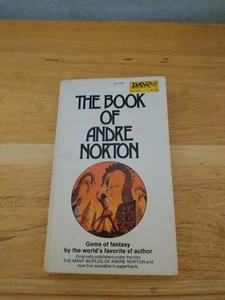 DAW
THE BOOK
OF
ANDRE
NORTON
Gems of fantasy
by the world's favorite sf author
Originally published under the title
THE MANY WORLDS OF ANDRE NORTON and
now first available in paperback.